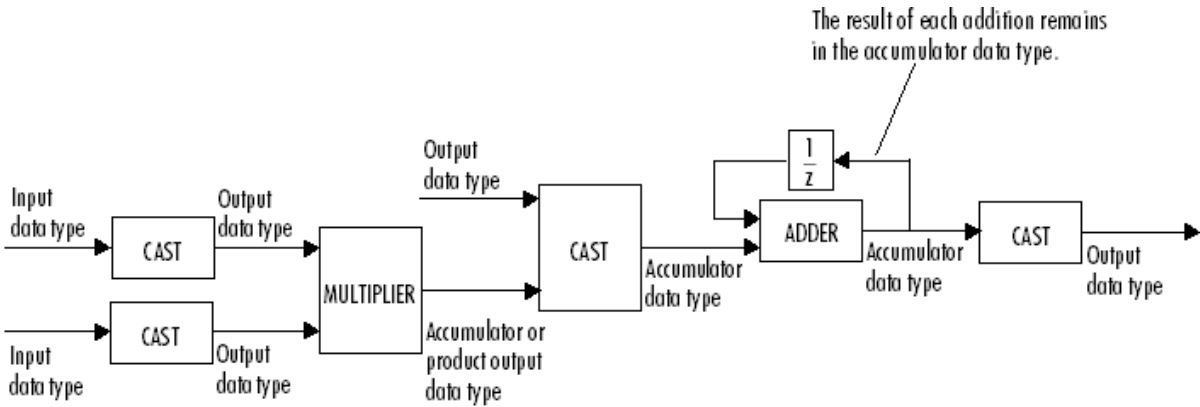 The result of each addition remains
in the accumulator data type.
1
z
Output
data type
Input
data type
Output
data type
CAST
MULTIPLIER
CAST
ADDER
CAST
Accumulator
data type
Accumulator
data type
Output
data type
CAST
Input
data type
Output
data type
Accumulator or
product output
data type